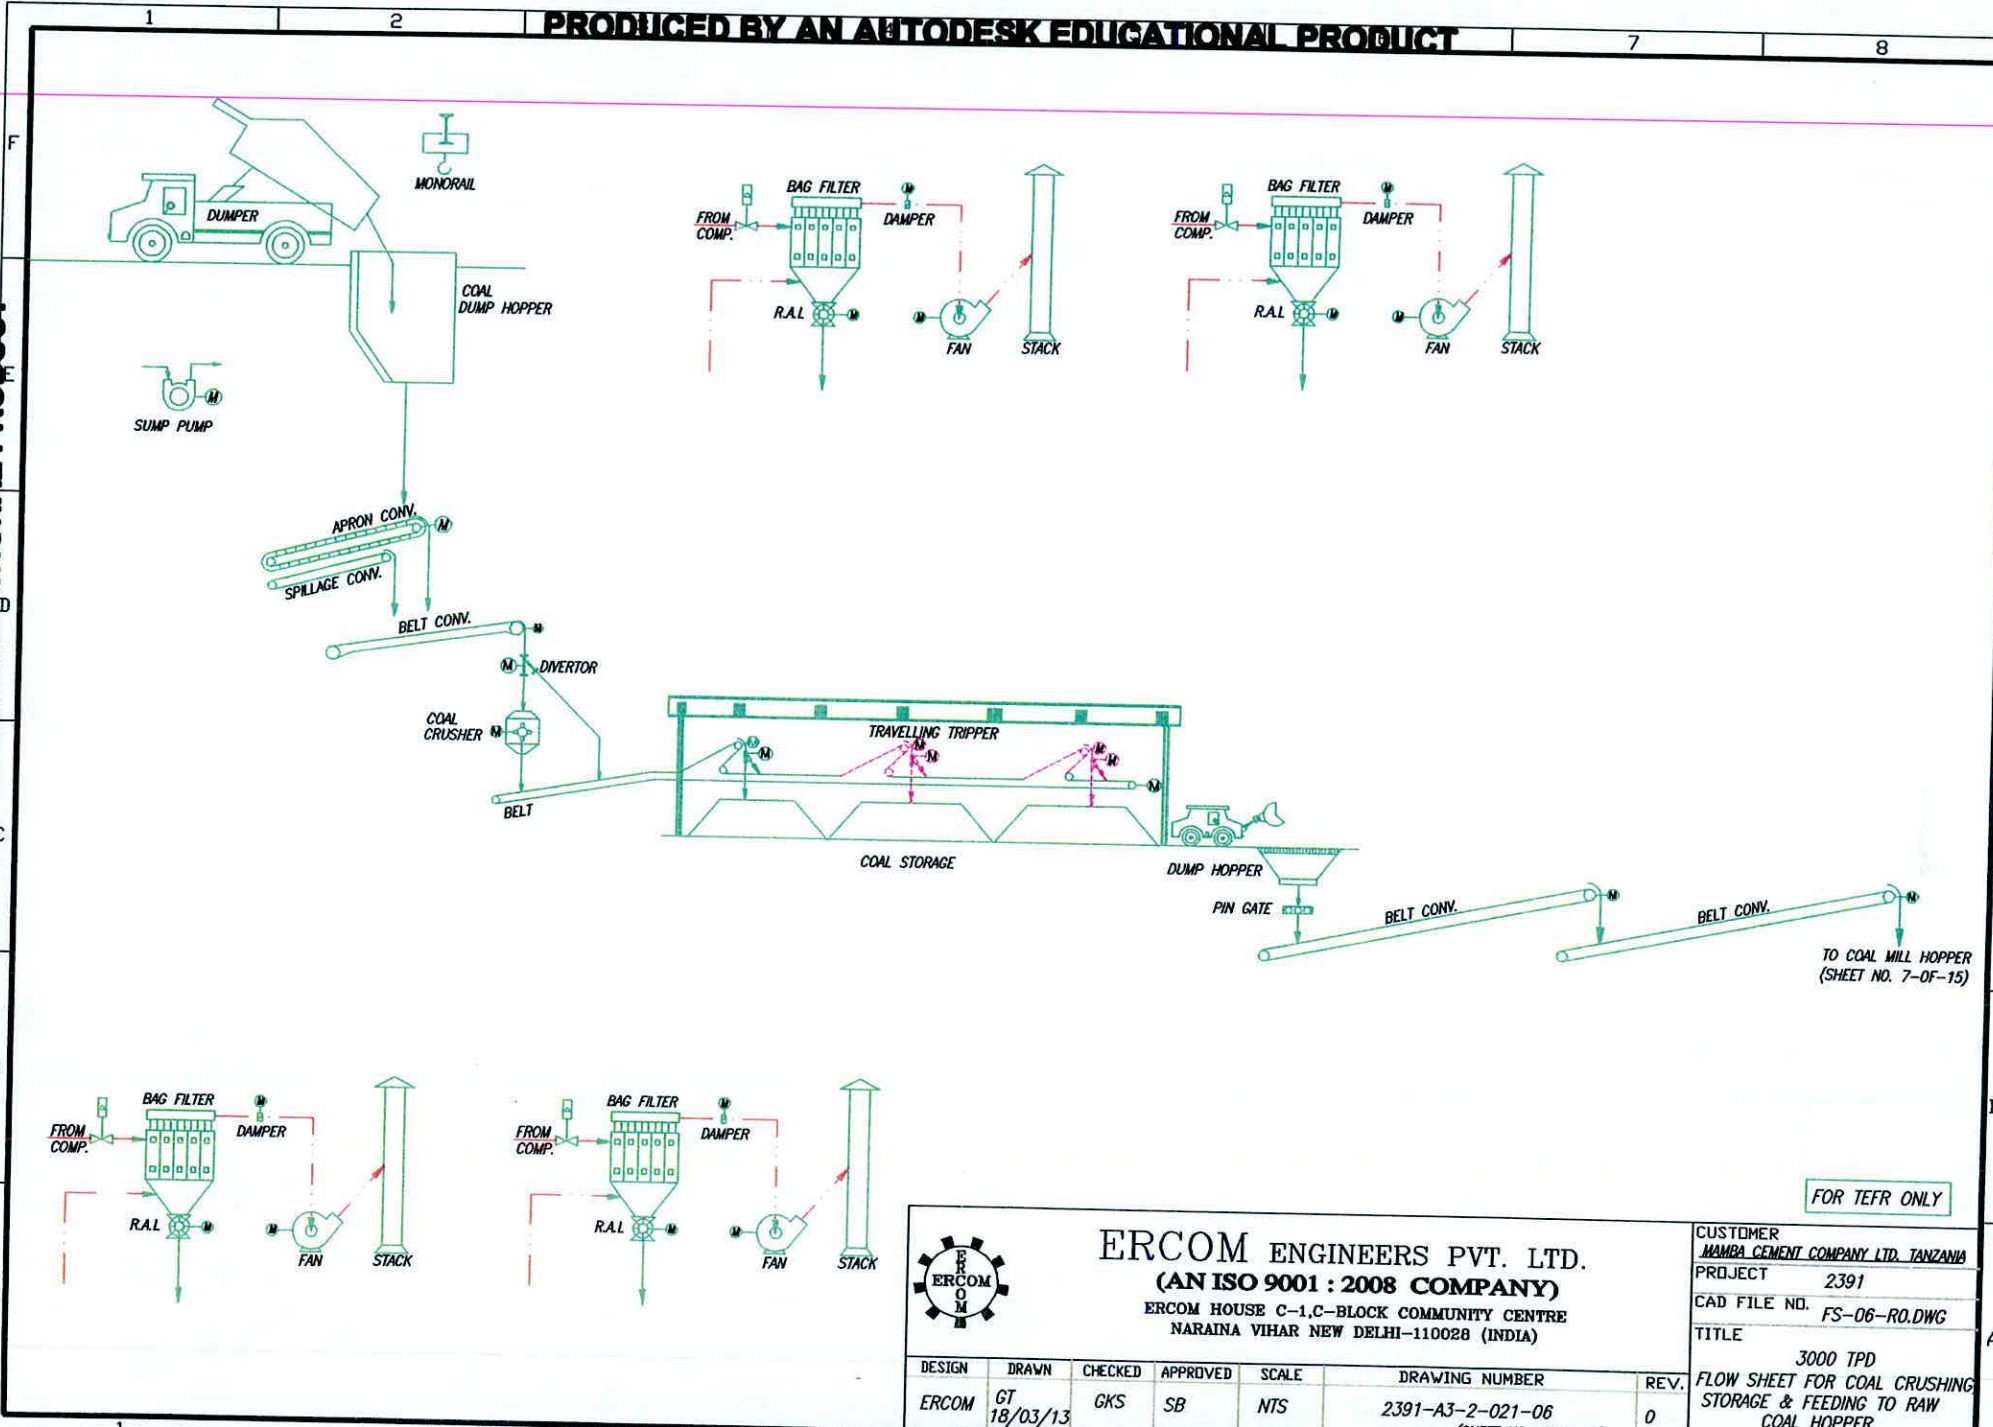 1
2
7
8
PRODUCED BY AN AUTODESK EDUCATIONAL PRODUCT
F
E
D
C
A
MONORAIL
DUMPER
COAL
DUMP HOPPER
SUMP PUMP
M
BAG FILTER
M
FROM
COMP.
DAMPER
R.A.L
M
M
FAN
STACK
BAG FILTER
M
FROM
COMP.
DAMPER
R.A.L
M
M
FAN
STACK
APRON CONV.
M
SPILLAGE CONV.
BELT CONV.
M
M
DIVERTOR
COAL
CRUSHER
M
BELT
TRAVELLING TRIPPER
M
M
M
M
M
M
M
COAL STORAGE
DUMP HOPPER
PIN GATE
BELT CONV.
M
BELT CONV.
M
TO COAL MILL HOPPER
(SHEET NO. 7-OF-15)
BAG FILTER
M
FROM
COMP.
DAMPER
R.A.L
M
M
FAN
STACK
BAG FILTER
M
FROM
COMP.
DAMPER
R.A.L
M
M
FAN
STACK
FOR TEFR ONLY
ERCOM
ERCOM
ERCOM ENGINEERS PVT. LTD.
(AN ISO 9001 : 2008 COMPANY)
ERCOM HOUSE C-1,C-BLOCK COMMUNITY CENTRE
NARAINA VIHAR NEW DELHI-110028 (INDIA)
CUSTOMER
MAMBA CEMENT COMPANY LTD. TANZANIA
PROJECT 2391
CAD FILE NO. FS-06-R0.DWG
TITLE
3000 TPD
FLOW SHEET FOR COAL CRUSHING
STORAGE & FEEDING TO RAW
COAL HOPPER
DESIGN DRAWN CHECKED APPROVED SCALE DRAWING NUMBER REV.
ERCOM GT 18/03/13 GKS SB NTS 2391-A3-2-021-06 0